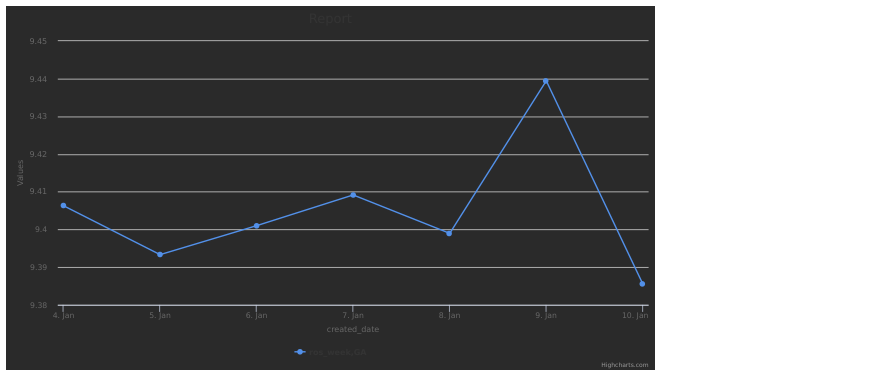 Report
9.45
9.44
9.43
9.42
9.41
9.4
9.39
9.38
Values
4. Jan 5. Jan 6. Jan 7. Jan 8. Jan 9. Jan 10. Jan
created_date
Highcharts.com